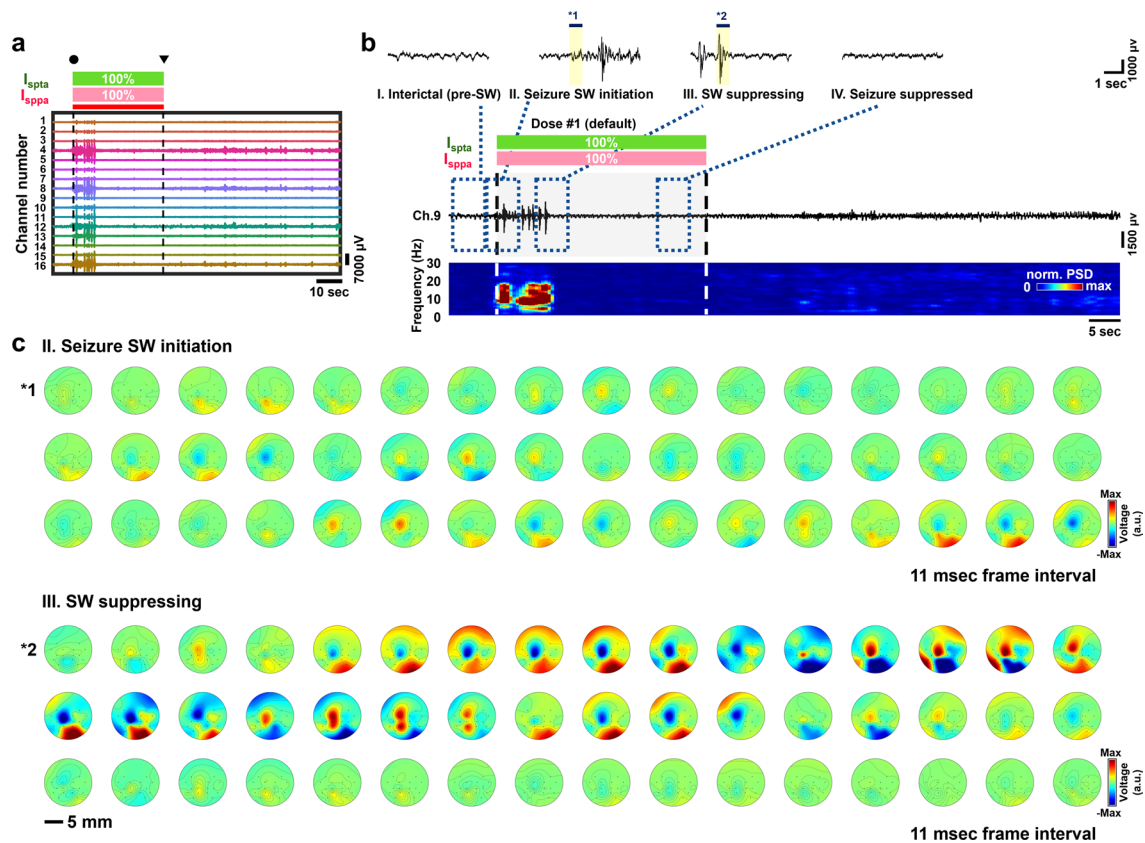 a
● ▼
Ispta 100%
Isppa 100%
Channel number
1
2
3
4
5
6
7
8
9
10
11
12
13
14
15
16
7000 μV
10 sec
b
*1 *2
1000 μv
1 sec
I. Interictal (pre-SW) II. Seizure SW initiation III. SW suppressing IV. Seizure suppressed
Dose #1 (default)
Ispta 100%
Isppa 100%
Ch.9
1500 μv
Frequency (Hz)
30
20
10
0
norm. PSD
0 max
5 sec
c II. Seizure SW initiation
*1
Max
Voltage (a.u.)
-Max
11 msec frame interval
III. SW suppressing
*2
Max
Voltage (a.u.)
-Max
5 mm
11 msec frame interval